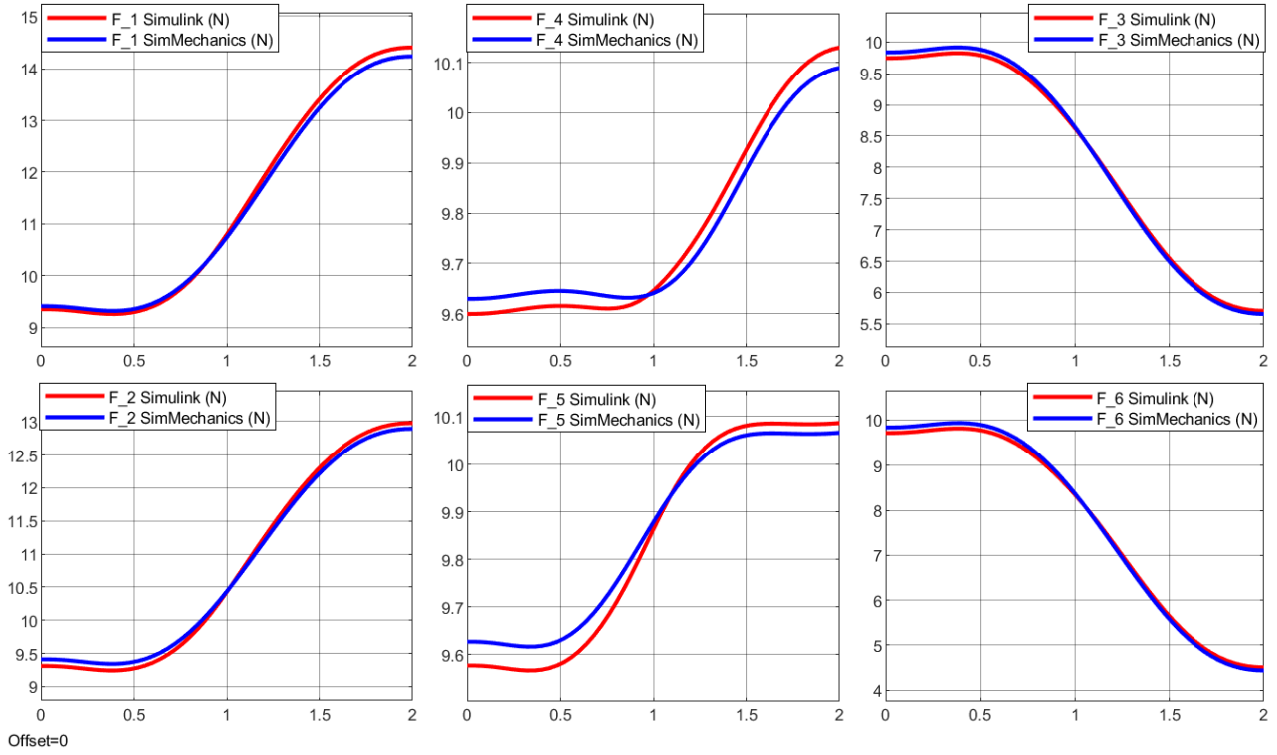 F_1 Simulink (N)
F_1 SimMechanics (N)
15
14
13
12
11
10
9
0 0.5 1 1.5 2
F_4 Simulink (N)
F_4 SimMechanics (N)
10.1
10
9.9
9.8
9.7
9.6
0 0.5 1 1.5 2
F_3 Simulink (N)
F_3 SimMechanics (N)
10
9.5
9
8.5
8
7.5
7
6.5
6
5.5
0 0.5 1 1.5 2
F_2 Simulink (N)
F_2 SimMechanics (N)
13
12.5
12
11.5
11
10.5
10
9.5
9
0 0.5 1 1.5 2
F_5 Simulink (N)
F_5 SimMechanics (N)
10.1
10
9.9
9.8
9.7
9.6
0 0.5 1 1.5 2
F_6 Simulink (N)
F_6 SimMechanics (N)
10
9
8
7
6
5
4
0 0.5 1 1.5 2
Offset=0